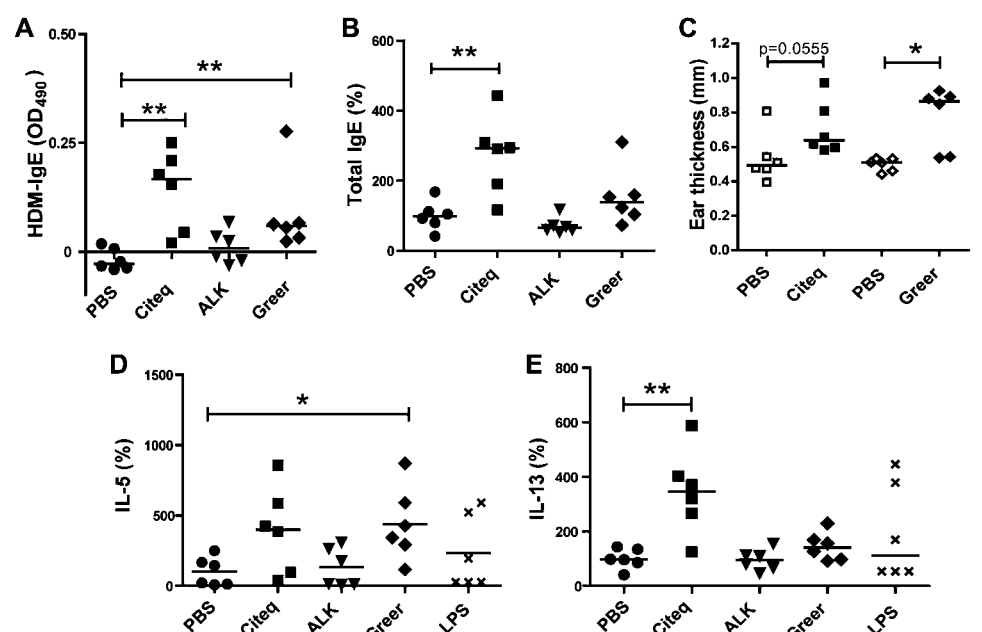 A
HDM-IgE (OD490)
0.50
0.25
0
**
**
PBS
Citeq
ALK
Greer
B
Total IgE (%)
600
400
200
0
**
PBS
Citeq
ALK
Greer
C
Ear thickness (mm)
1.2
1.0
0.8
0.6
0.4
0.2
0.0
p=0.0555
*
PBS
Citeq
PBS
Greer
D
IL-5 (%)
1500
1000
500
0
*
PBS
Citeq
ALK
Greer
LPS
E
IL-13 (%)
800
600
400
200
0
**
PBS
Citeq
ALK
Greer
LPS